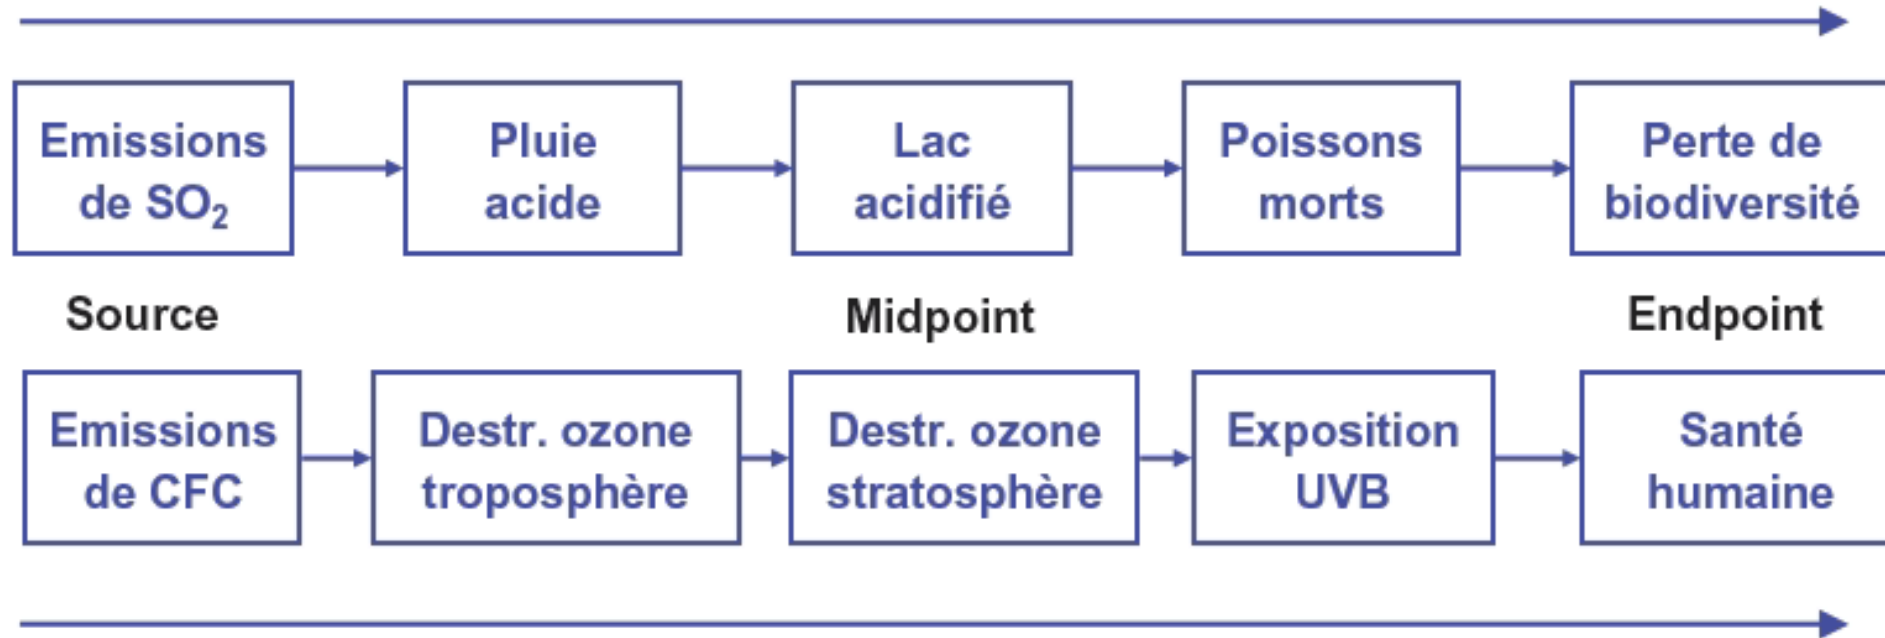 Emissions
de SO₂
Pluie
acide
Lac
acidifié
Poissons
morts
Perte de
biodiversité
Source
Midpoint
Endpoint
Emissions
de CFC
Destr. ozone
troposphère
Destr. ozone
stratosphère
Exposition
UVB
Santé
humaine